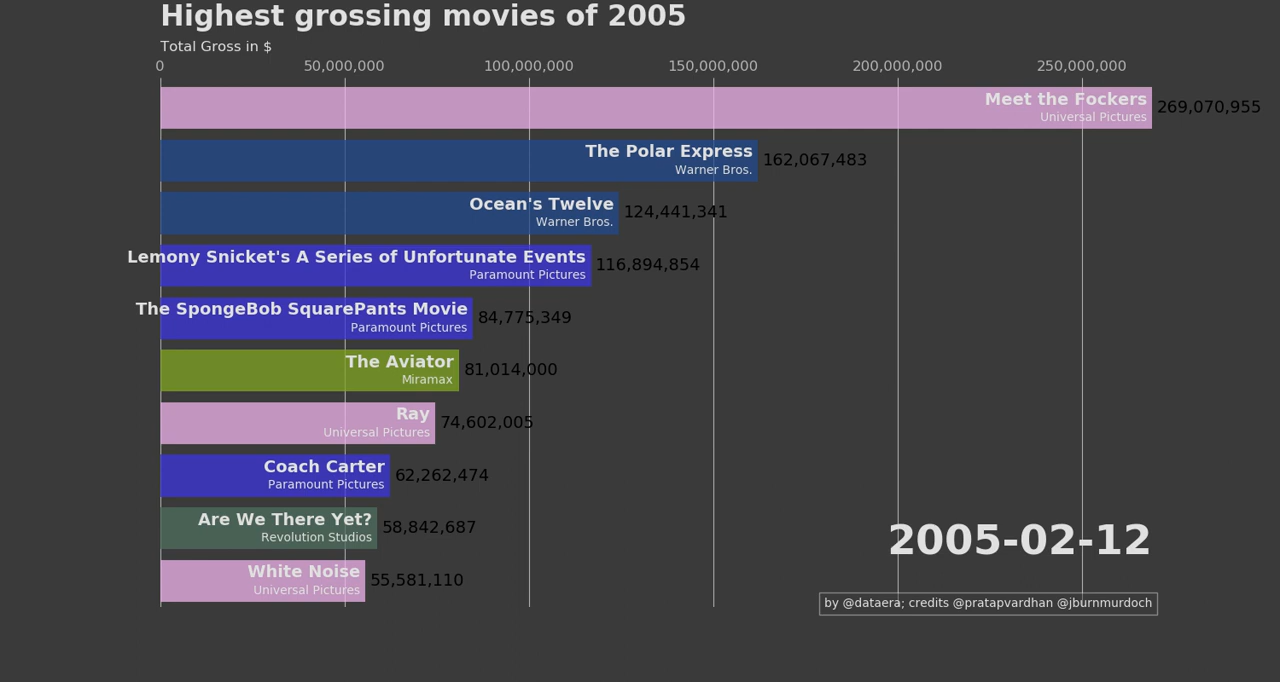 Highest grossing movies of 2005
Total Gross in $
0 50,000,000 100,000,000 150,000,000 200,000,000 250,000,000
Meet the Fockers
Universal Pictures
269,070,955
The Polar Express
Warner Bros.
162,067,483
Ocean's Twelve
Warner Bros.
124,441,341
Lemony Snicket's A Series of Unfortunate Events
Paramount Pictures
116,894,854
The SpongeBob SquarePants Movie
Paramount Pictures
84,775,349
The Aviator
Miramax
81,014,000
Ray
Universal Pictures
74,602,005
Coach Carter
Paramount Pictures
62,262,474
Are We There Yet?
Revolution Studios
58,842,687
White Noise
Universal Pictures
55,581,110
2005-02-12
by @dataera; credits @pratapvardhan @jburnmurdoch